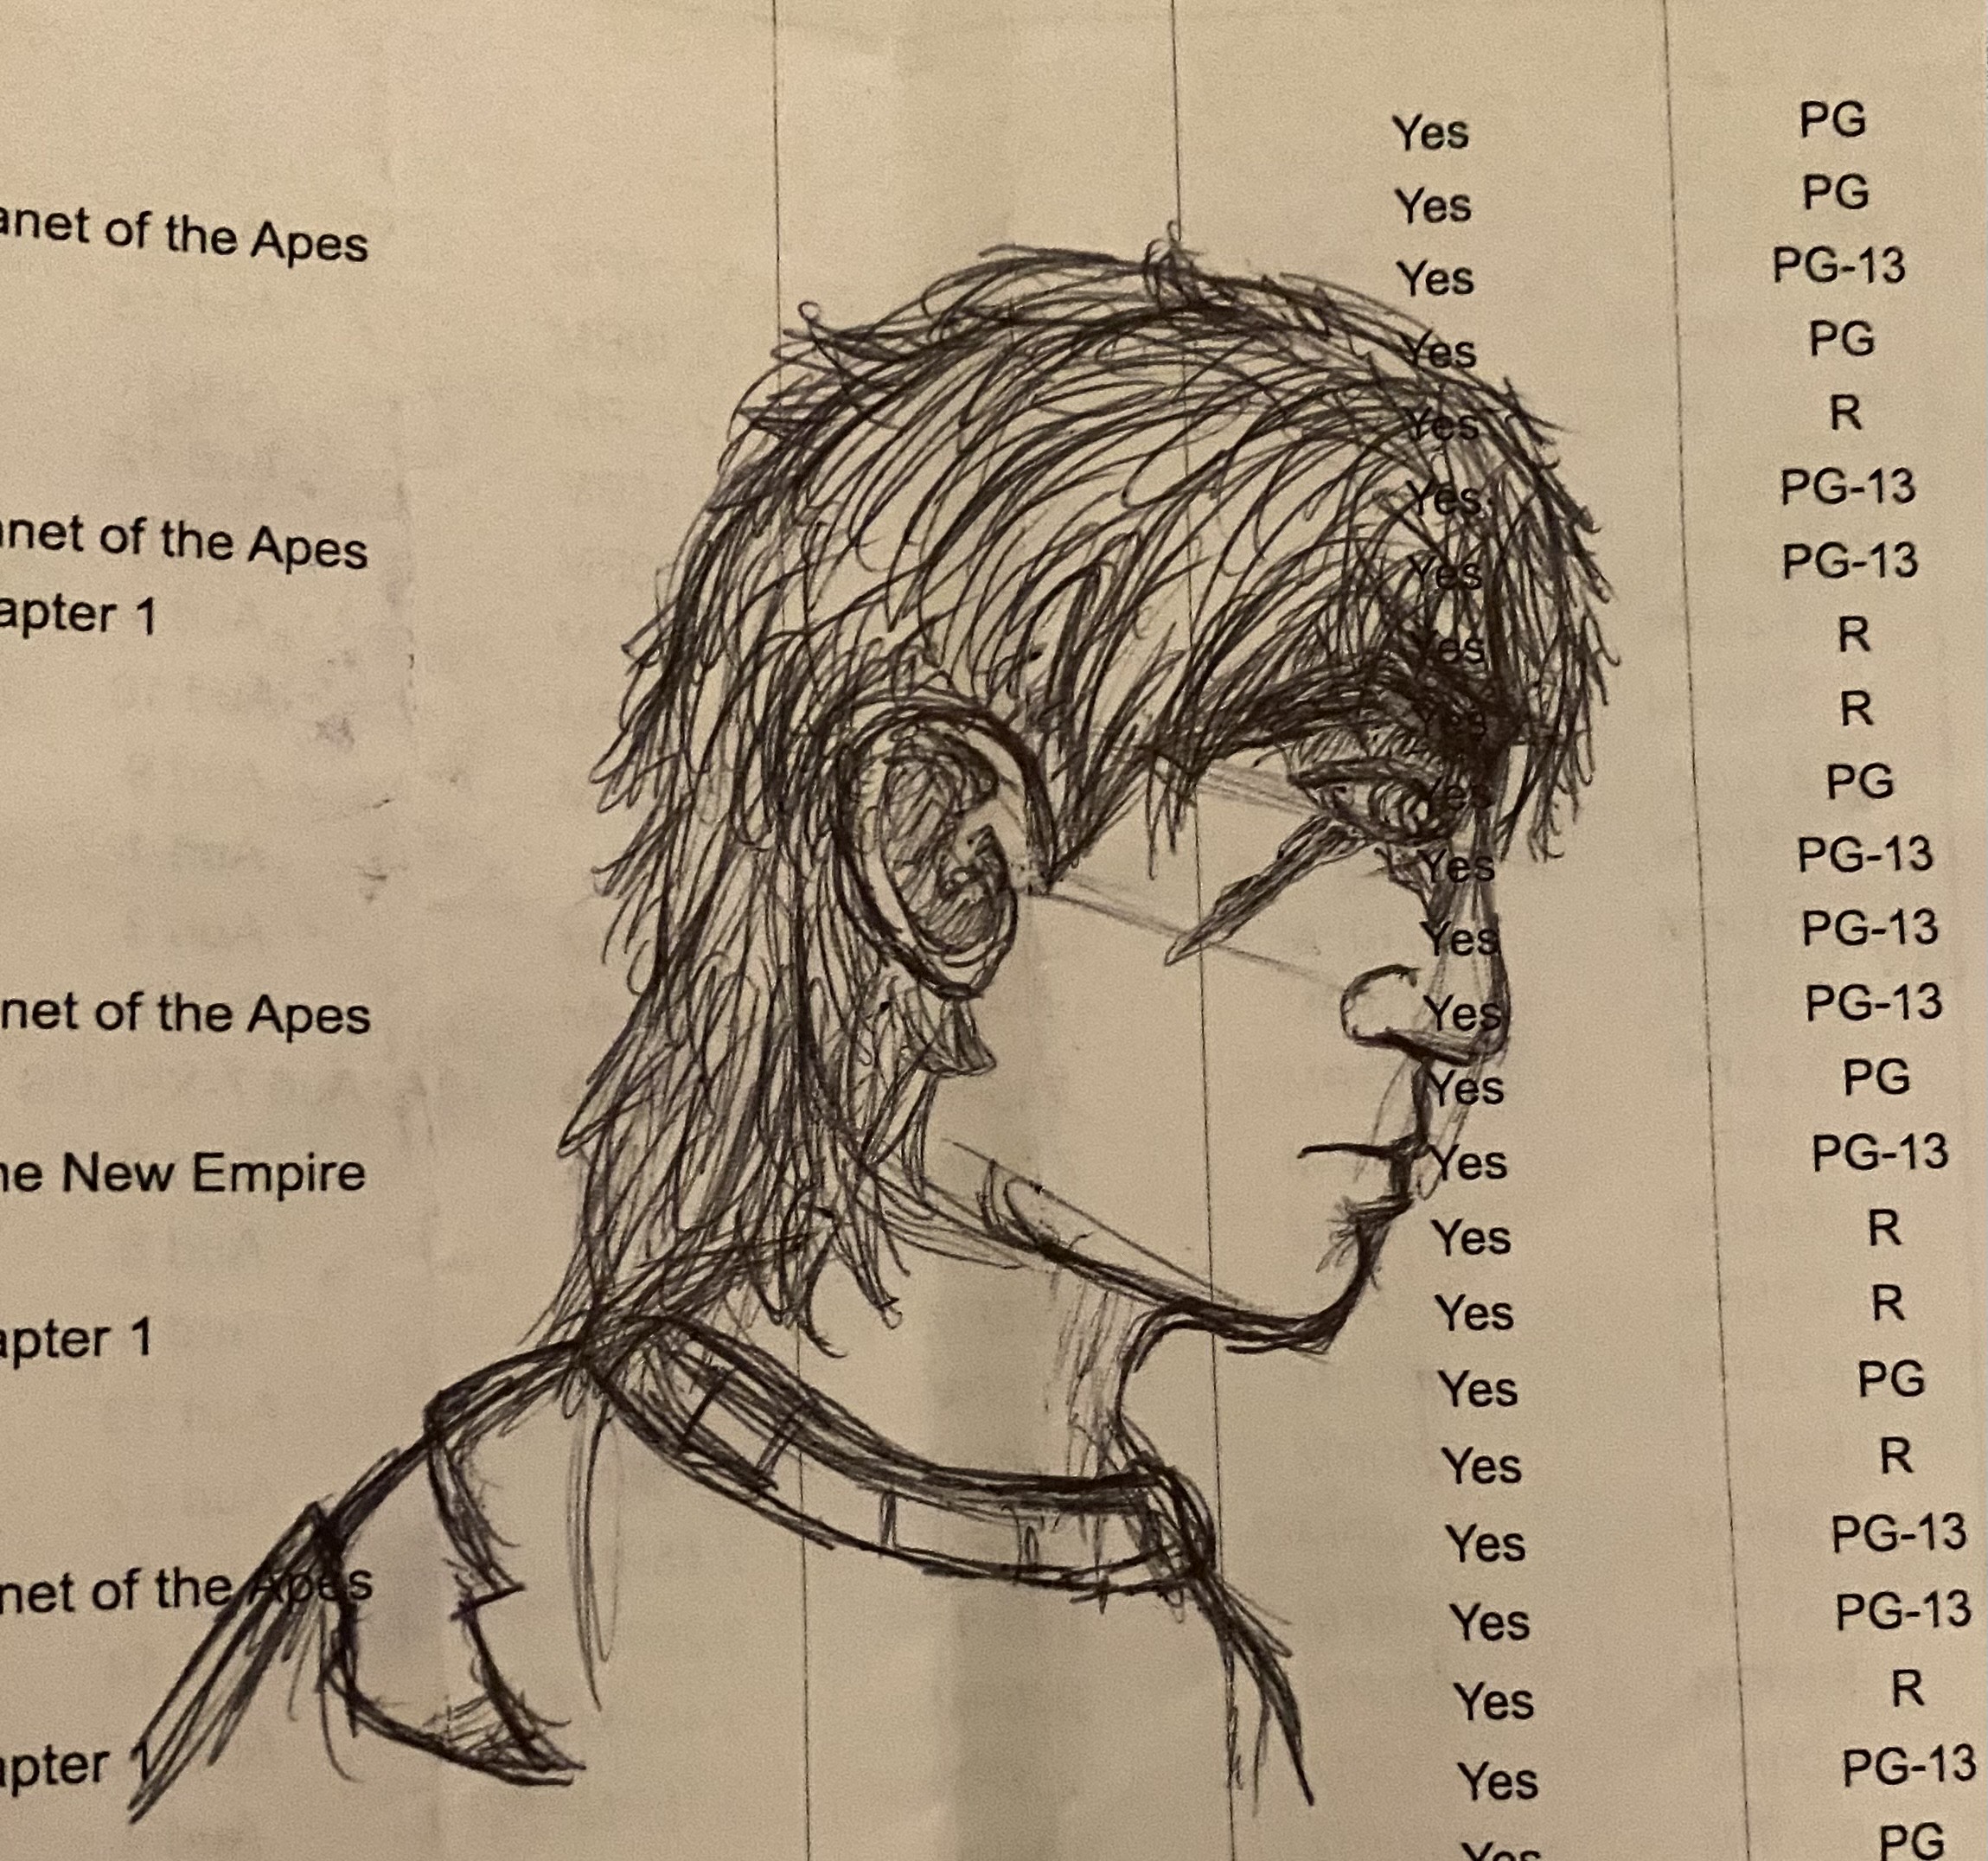 Yes PG
Yes PG
anet of the Apes Yes PG-13
Yes PG
Yes R
Yes PG-13
anet of the Apes Yes PG-13
apter 1 Yes R
Yes R
Yes PG
Yes PG-13
Yes PG-13
net of the Apes Yes PG-13
Yes PG
he New Empire Yes PG-13
Yes R
apter 1 Yes R
Yes PG
Yes R
net of the Apes Yes PG-13
Yes PG-13
apter 1 Yes R
Yes PG-13
Yes PG